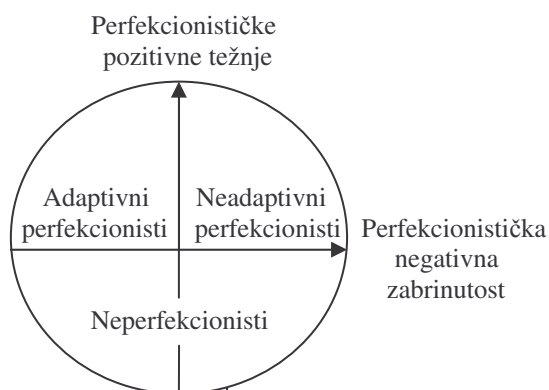 Perfekcionističke
pozitivne težnje
Adaptivni
perfekcionisti
Neadaptivni
perfekcionisti
Perfekcionistička
negativna
zabrinutost
Neperfekcionisti